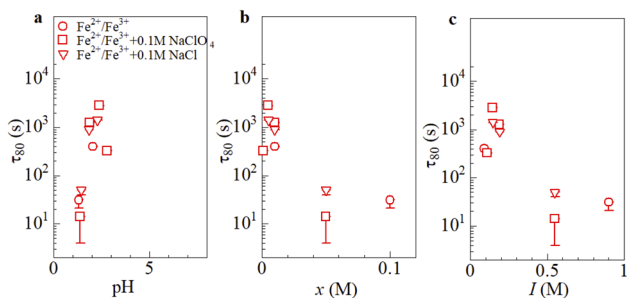 a
Fe²⁺/Fe³⁺
Fe²⁺/Fe³⁺+0.1M NaClO₄
Fe²⁺/Fe³⁺+0.1M NaCl
τ₈₀ (s)
10⁴
10³
10²
10¹
0
5
pH
b
τ₈₀ (s)
10⁴
10³
10²
10¹
0
0.1
x (M)
c
τ₈₀ (s)
10⁴
10³
10²
10¹
0
0.5
1
I (M)